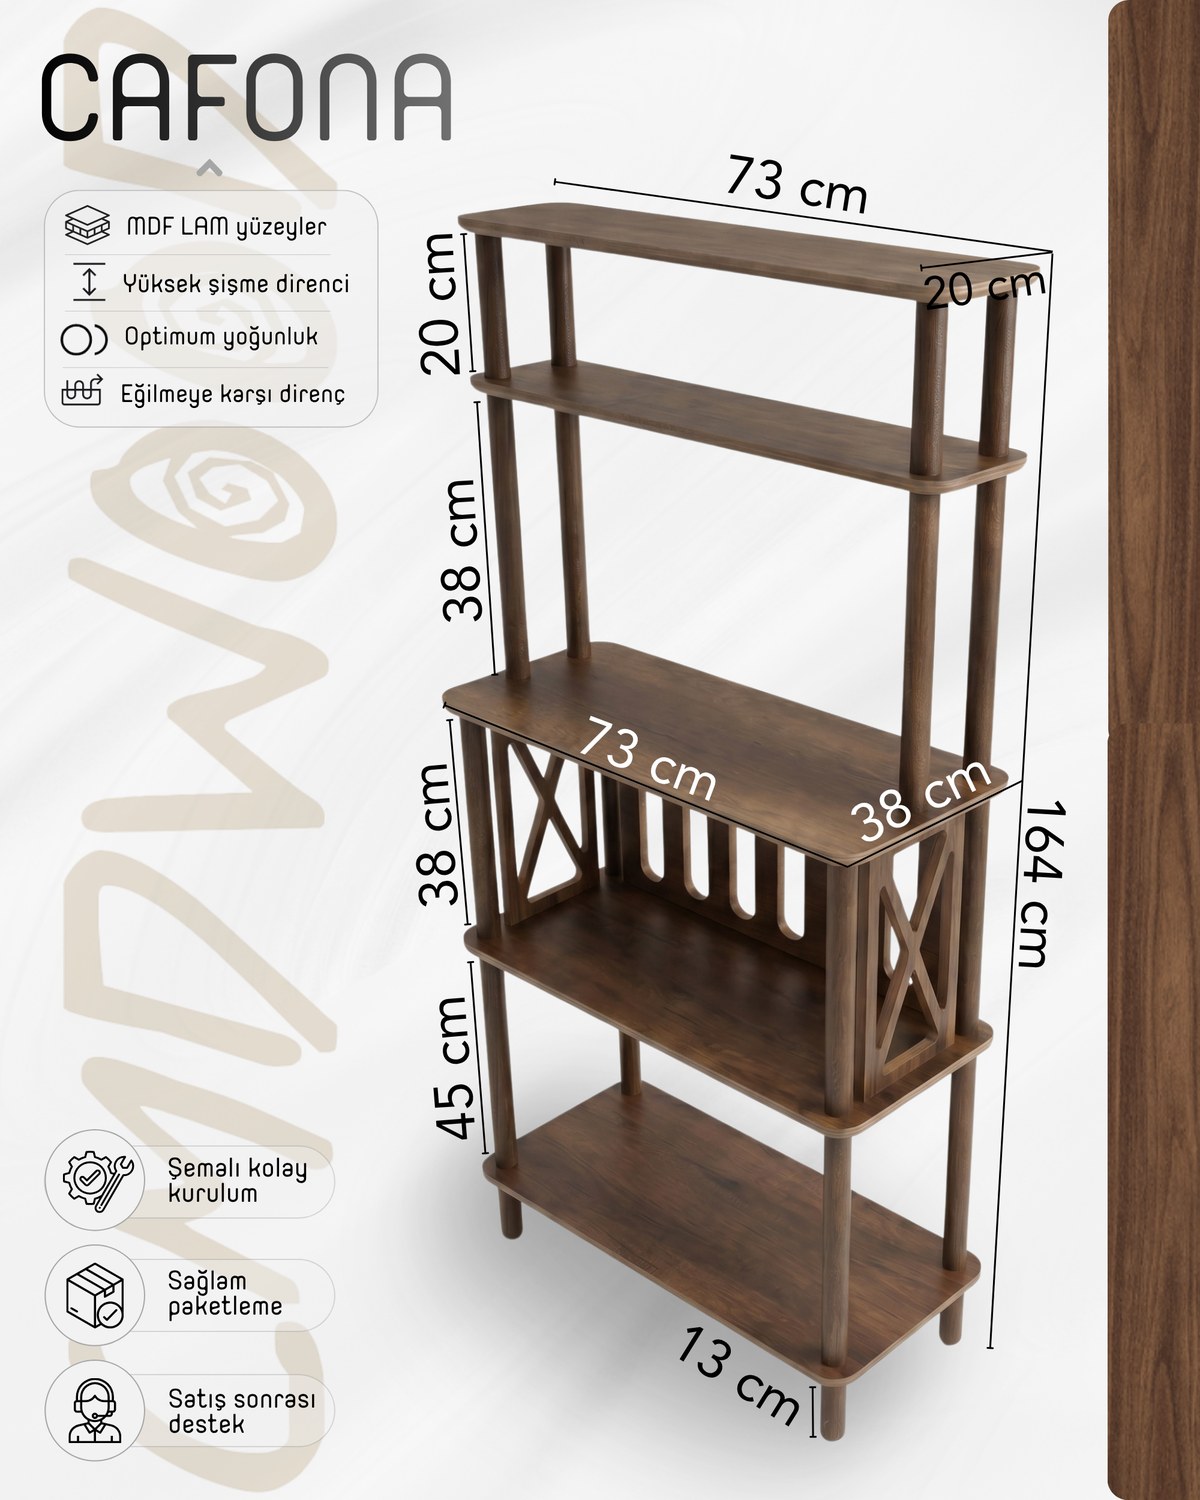 CAFONA
MDF LAM yüzeyler
Yüksek şişme direnci
Optimum yoğunluk
Eğilmeye karşı direnç
73 cm
20 cm
20 cm
38 cm
73 cm
38 cm
38 cm
164 cm
45 cm
13 cm
Şemalı kolay
kurulum
Sağlam
paketleme
Satış sonrası
destek